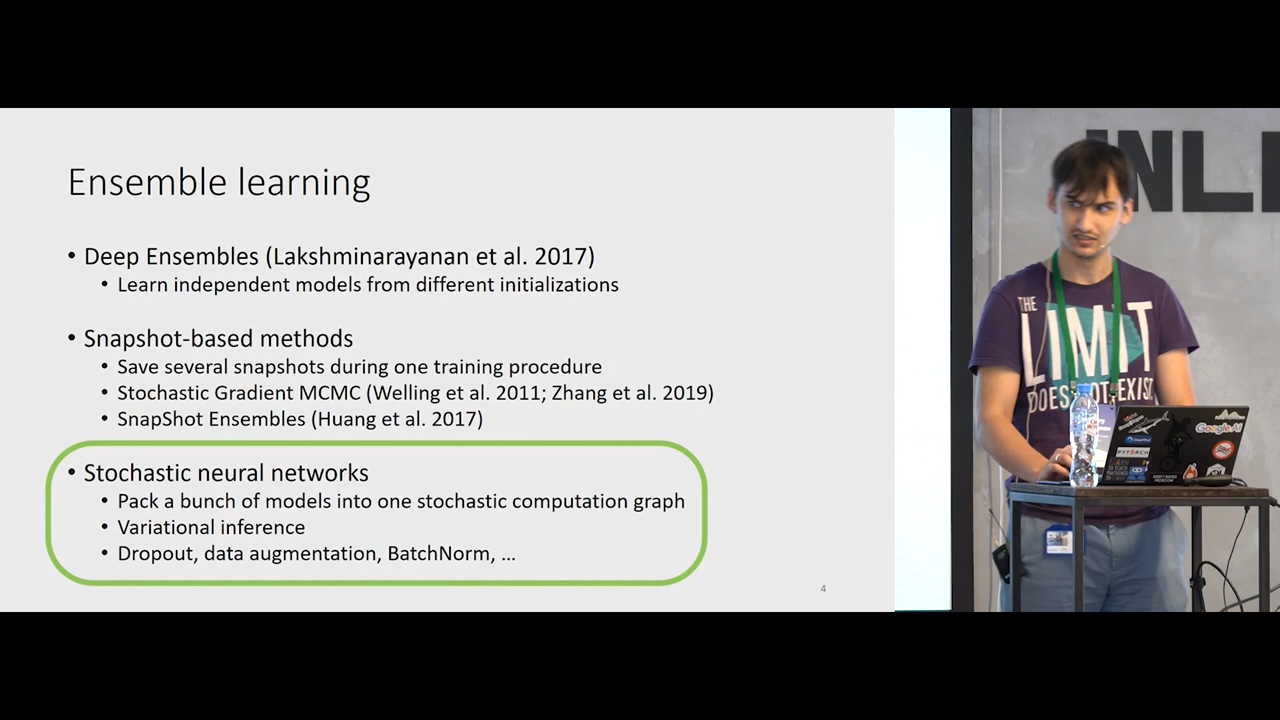 Ensemble learning
• Deep Ensembles (Lakshminarayanan et al. 2017)
• Learn independent models from different initializations
• Snapshot-based methods
• Save several snapshots during one training procedure
• Stochastic Gradient MCMC (Welling et al. 2011; Zhang et al. 2019)
• SnapShot Ensembles (Huang et al. 2017)
• Stochastic neural networks
• Pack a bunch of models into one stochastic computation graph
• Variational inference
• Dropout, data augmentation, BatchNorm, ...
4
INL
THE
LIMIT
DOES NOT EXIST
Google AI
PYTORCH